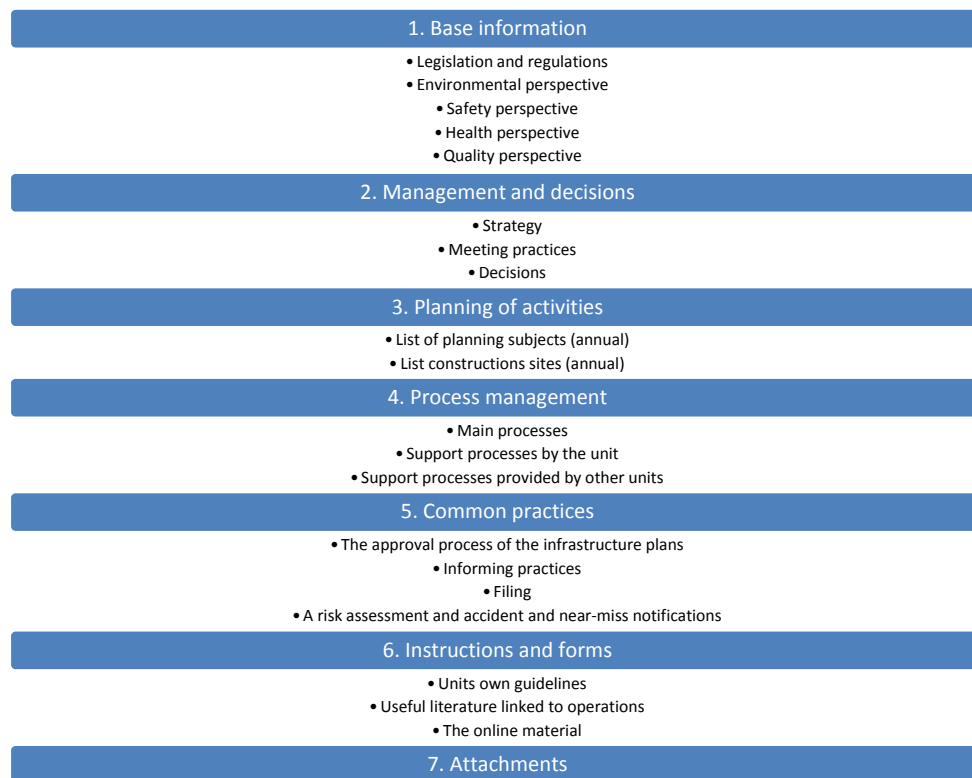 1. Base information
• Legislation and regulations
• Environmental perspective
• Safety perspective
• Health perspective
• Quality perspective
2. Management and decisions
• Strategy
• Meeting practices
• Decisions
3. Planning of activities
• List of planning subjects (annual)
• List constructions sites (annual)
4. Process management
• Main processes
• Support processes by the unit
• Support processes provided by other units
5. Common practices
• The approval process of the infrastructure plans
• Informing practices
• Filing
• A risk assessment and accident and near-miss notifications
6. Instructions and forms
• Units own guidelines
• Useful literature linked to operations
• The online material
7. Attachments